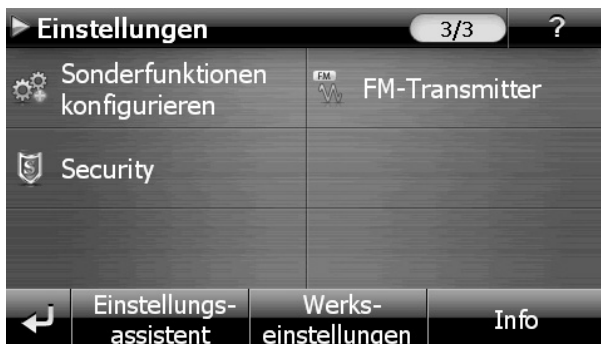 Einstellungen
3/3
?
Sonderfunktionen
konfigurieren
FM
FM-Transmitter
Security
Einstellungs-
assistent
Werks-
einstellungen
Info